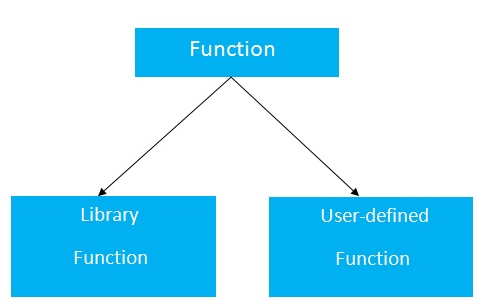 Function
Library
Function
User-defined
Function